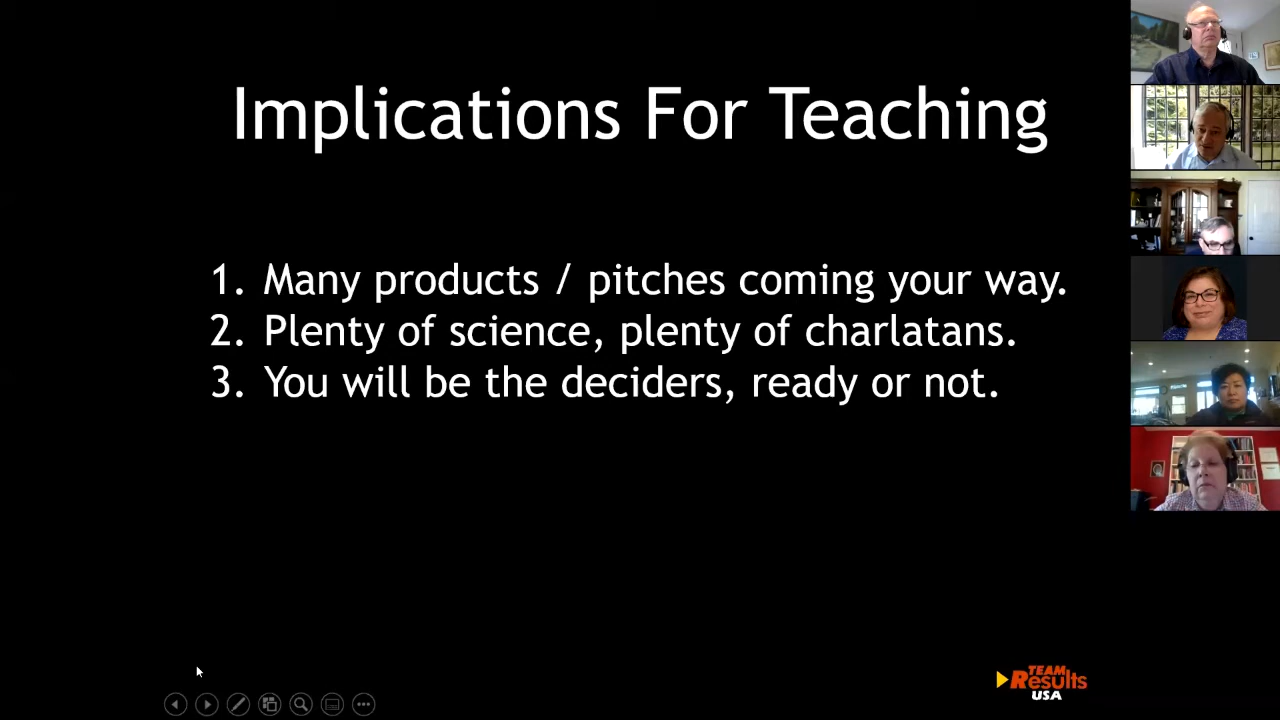 Implications For Teaching
1. Many products / pitches coming your way.
2. Plenty of science, plenty of charlatans.
3. You will be the deciders, ready or not.
TEAM
Results
USA